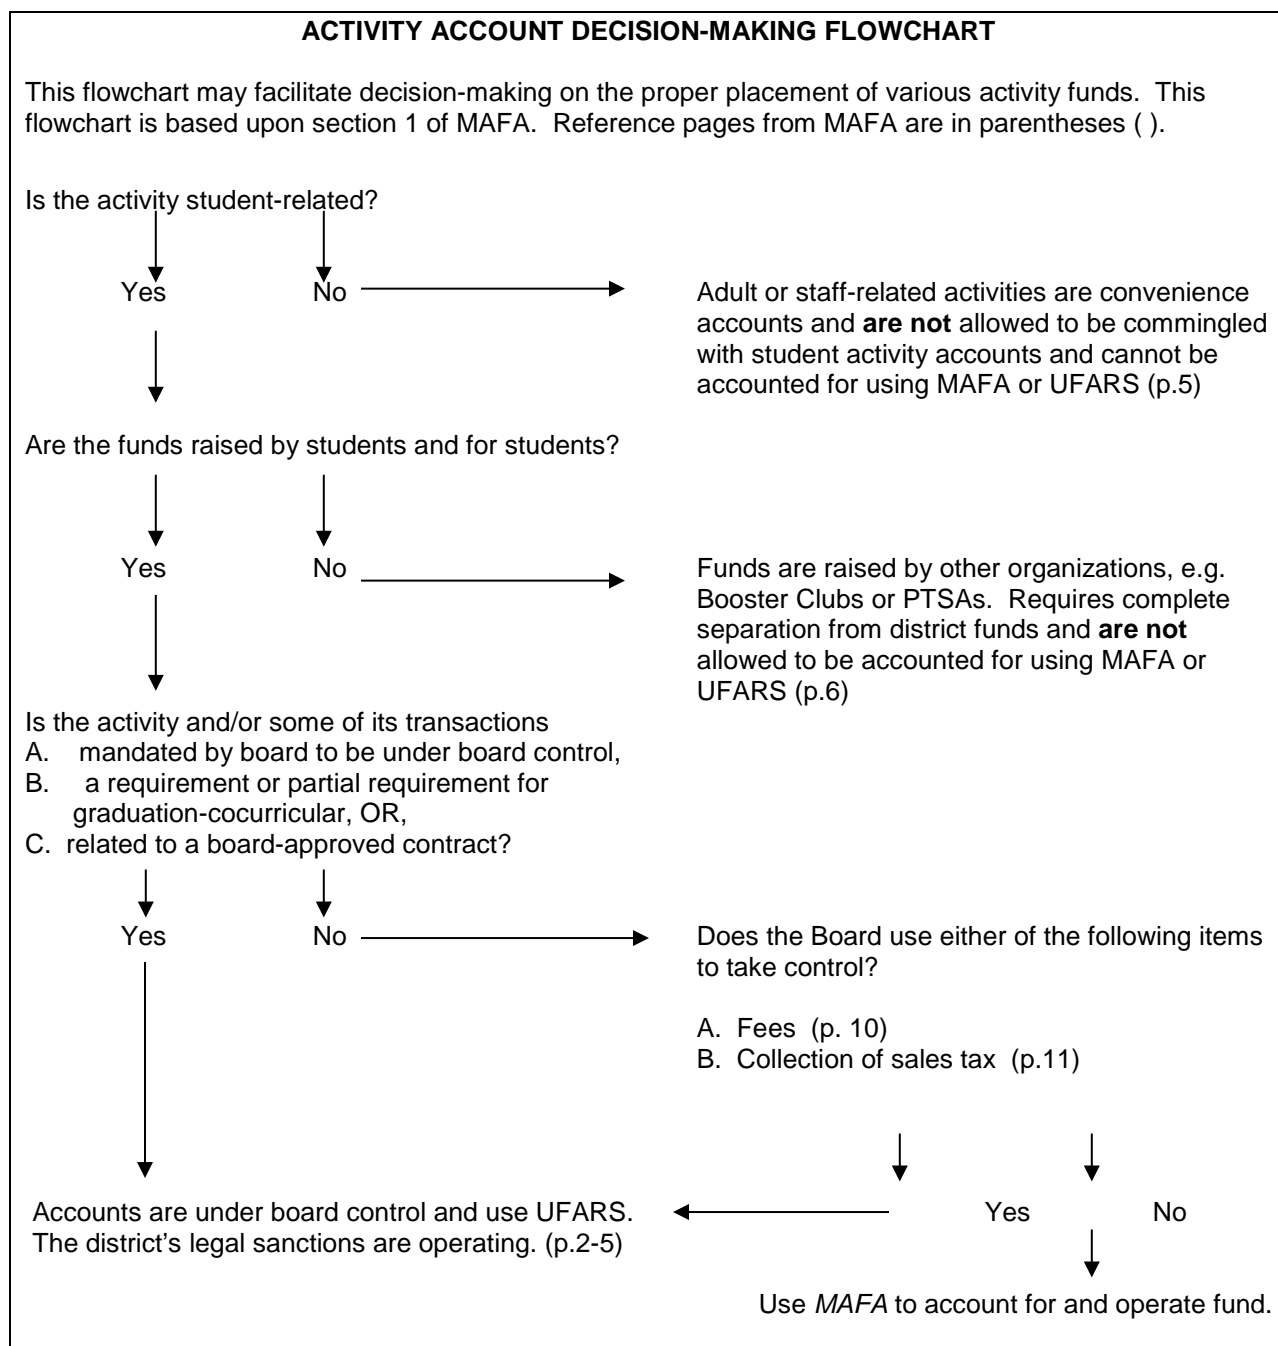 ACTIVITY ACCOUNT DECISION-MAKING FLOWCHART
This flowchart may facilitate decision-making on the proper placement of various activity funds.  This
flowchart is based upon section 1 of MAFA.  Reference pages from MAFA are in parentheses ( ).
Is the activity student-related?
Yes
No
Adult or staff-related activities are convenience
accounts and are not allowed to be commingled
with student activity accounts and cannot be
accounted for using MAFA or UFARS (p.5)
Are the funds raised by students and for students?
Yes
No
Funds are raised by other organizations, e.g.
Booster Clubs or PTSAs.  Requires complete
separation from district funds and are not
allowed to be accounted for using MAFA or
UFARS (p.6)
Is the activity and/or some of its transactions
A. mandated by board to be under board control,
B. a requirement or partial requirement for
graduation-cocurricular, OR,
C. related to a board-approved contract?
Yes
No
Does the Board use either of the following items
to take control?
A. Fees (p. 10)
B. Collection of sales tax (p.11)
Yes
No
Accounts are under board control and use UFARS.
The district's legal sanctions are operating. (p.2-5)
Use MAFA to account for and operate fund.